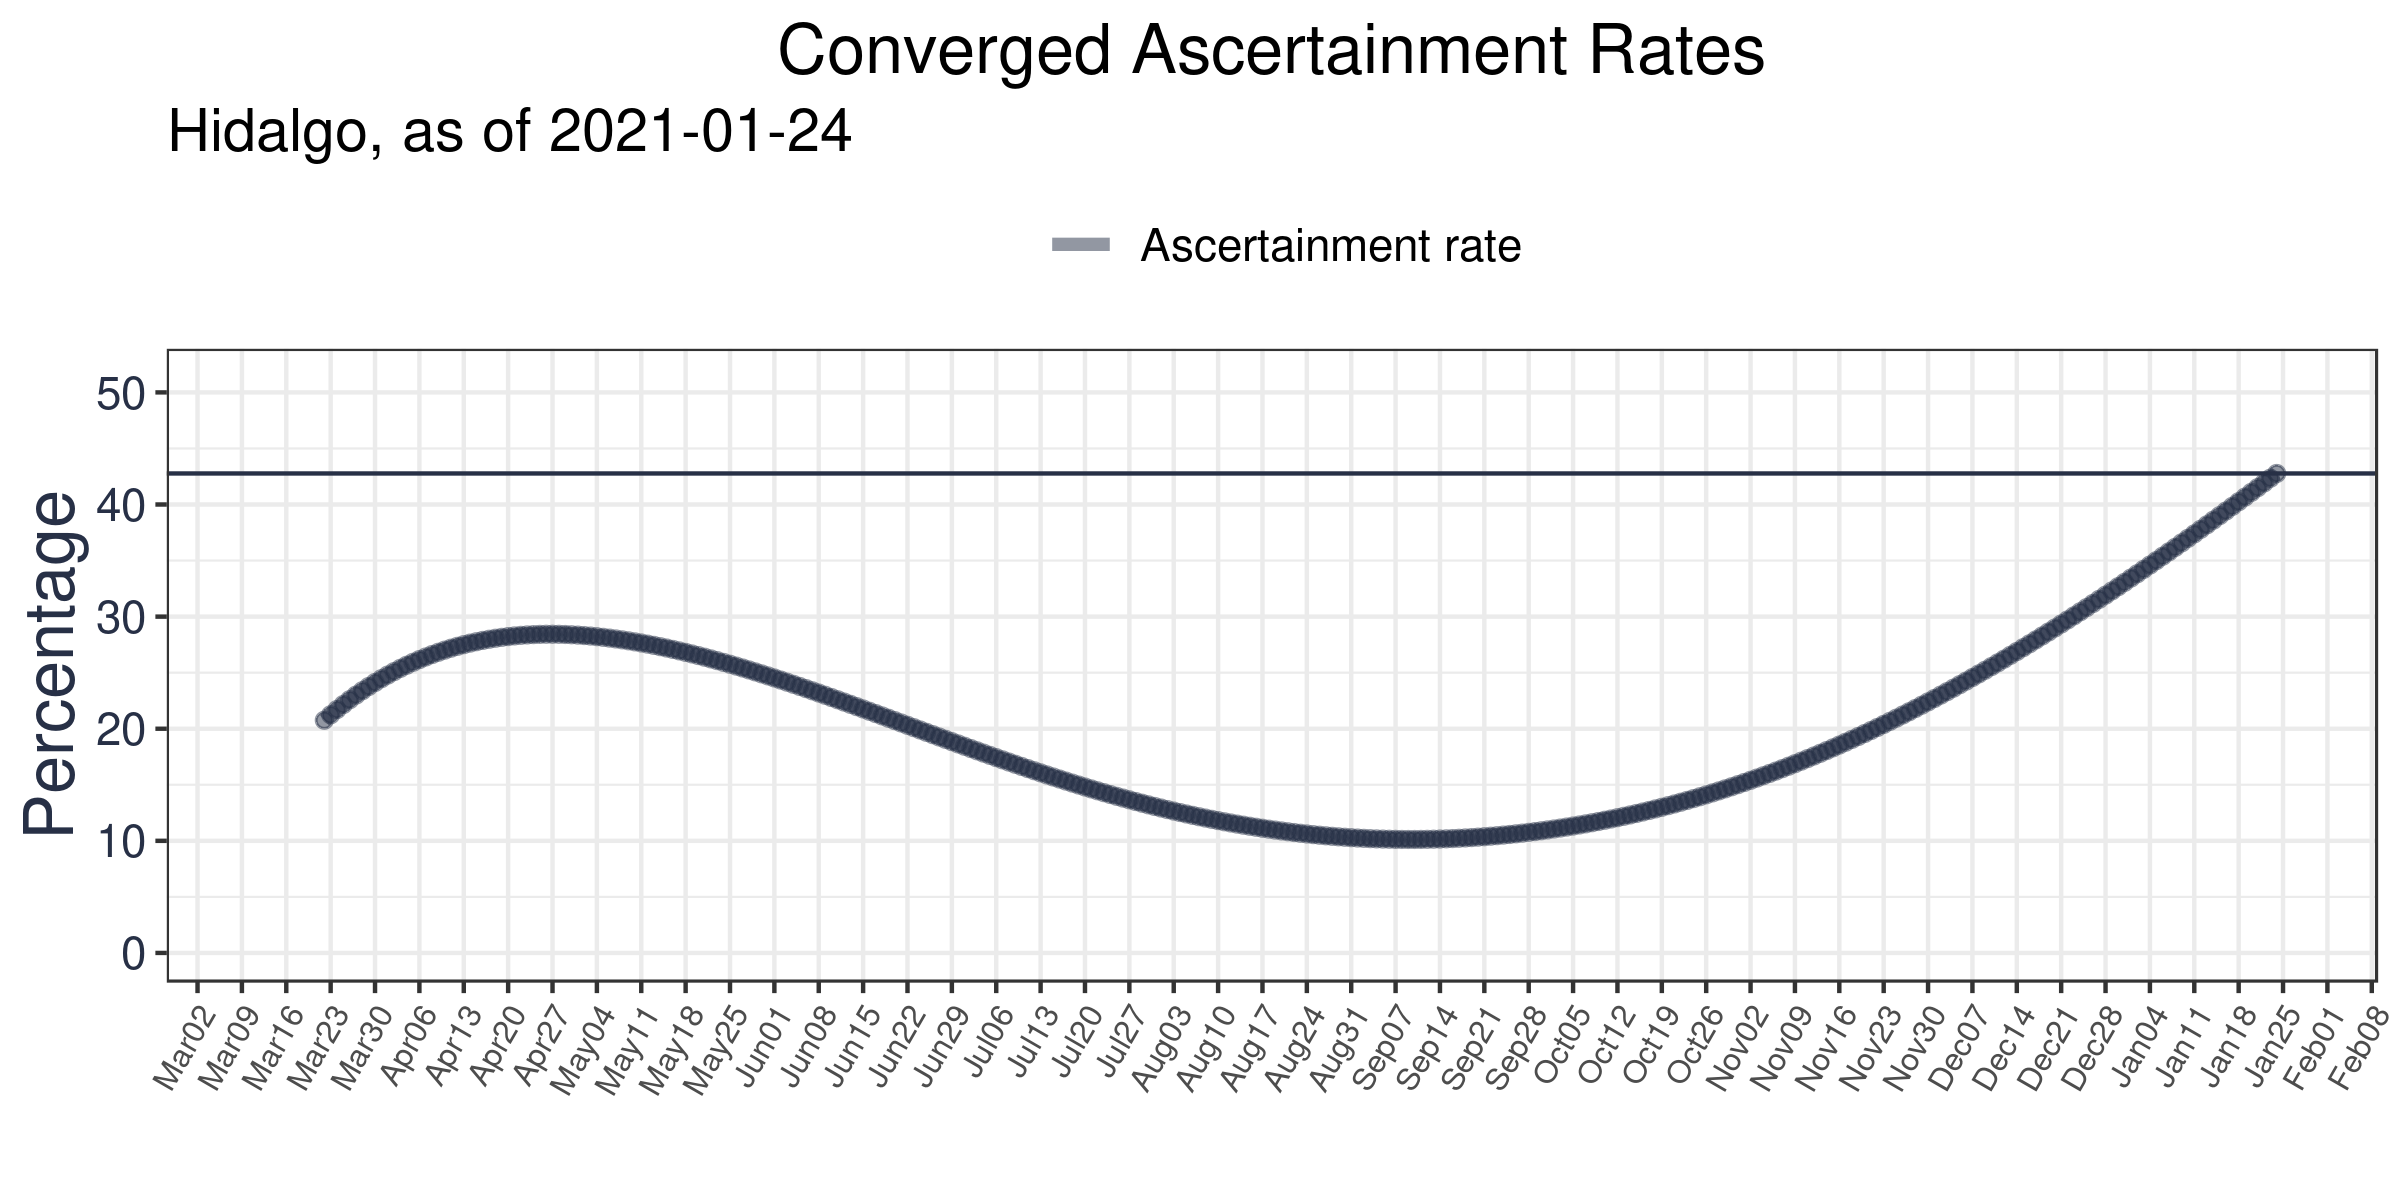 Converged Ascertainment Rates
Hidalgo, as of 2021-01-24
Ascertainment rate
Percentage
50
40
30
20
10
0
Mar02 Mar09 Mar16 Mar23 Mar30 Apr06 Apr13 Apr20 Apr27 May04 May11 May18 May25 Jun01 Jun08 Jun15 Jun22 Jun29 Jul06 Jul13 Jul20 Jul27 Aug03 Aug10 Aug17 Aug24 Aug31 Sep07 Sep14 Sep21 Sep28 Oct05 Oct12 Oct19 Oct26 Nov02 Nov09 Nov16 Nov23 Nov30 Dec07 Dec14 Dec21 Dec28 Jan04 Jan11 Jan18 Jan25 Feb01 Feb08